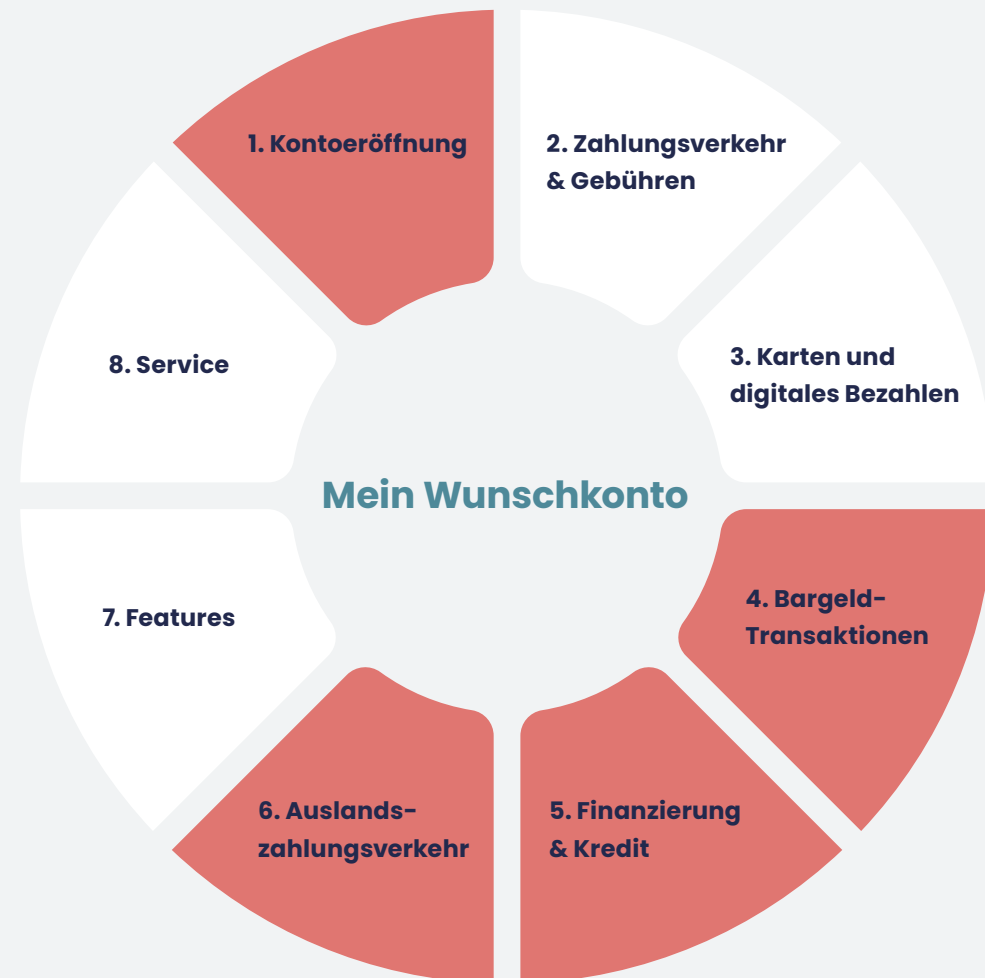 1. Kontoeröffnung
2. Zahlungsverkehr
& Gebühren
3. Karten und
digitales Bezahlen
4. Bargeld-
Transaktionen
5. Finanzierung
& Kredit
6. Auslands-
zahlungsverkehr
7. Features
8. Service
Mein Wunschkonto